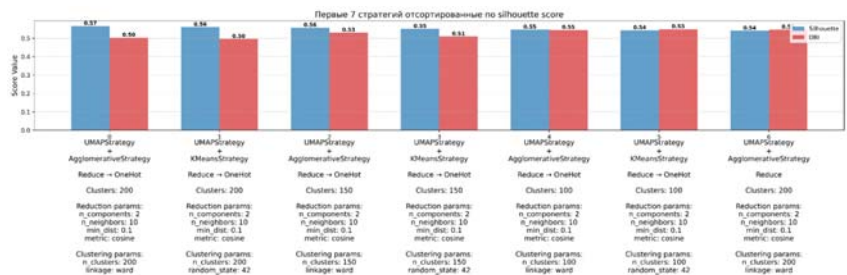 Первые 7 стратегий отсортированные по silhouette score
Silhouette
DBI
Score Value
0.5
0.4
0.3
0.2
0.1
0.0
0.57 0.50 0.56 0.50 0.56 0.53 0.55 0.51 0.55 0.55 0.54 0.55 0.54
0 1 2 3 4 5 6
UMAPStrategy UMAPStrategy UMAPStrategy UMAPStrategy UMAPStrategy UMAPStrategy UMAPStrategy
+ + + + + + +
AgglomerativeStrategy KMeansStrategy AgglomerativeStrategy KMeansStrategy AgglomerativeStrategy KMeansStrategy AgglomerativeStrategy
Reduce → OneHot Reduce → OneHot Reduce → OneHot Reduce → OneHot Reduce → OneHot Reduce → OneHot Reduce
Clusters: 200 Clusters: 200 Clusters: 150 Clusters: 150 Clusters: 100 Clusters: 100 Clusters: 200
Reduction params: Reduction params: Reduction params: Reduction params: Reduction params: Reduction params: Reduction params:
n_components: 2 n_components: 2 n_components: 2 n_components: 2 n_components: 2 n_components: 2 n_components: 2
n_neighbors: 10 n_neighbors: 10 n_neighbors: 10 n_neighbors: 10 n_neighbors: 10 n_neighbors: 10 n_neighbors: 10
min_dist: 0.1 min_dist: 0.1 min_dist: 0.1 min_dist: 0.1 min_dist: 0.1 min_dist: 0.1 min_dist: 0.1
metric: cosine metric: cosine metric: cosine metric: cosine metric: cosine metric: cosine metric: cosine
Clustering params: Clustering params: Clustering params: Clustering params: Clustering params: Clustering params: Clustering params:
n_clusters: 200 n_clusters: 200 n_clusters: 150 n_clusters: 150 n_clusters: 100 n_clusters: 100 n_clusters: 200
linkage: ward random_state: 42 linkage: ward random_state: 42 linkage: ward random_state: 42 linkage: ward